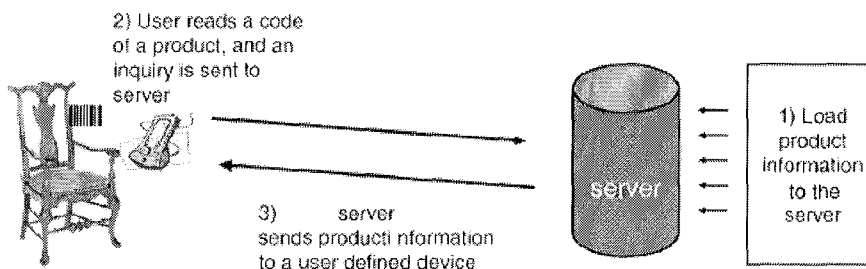 2) User reads a code
of a product, and an
inquiry is sent to
server
server
1) Load
product
information
to the
server
3) server
sends producti nformation
to a user defined device